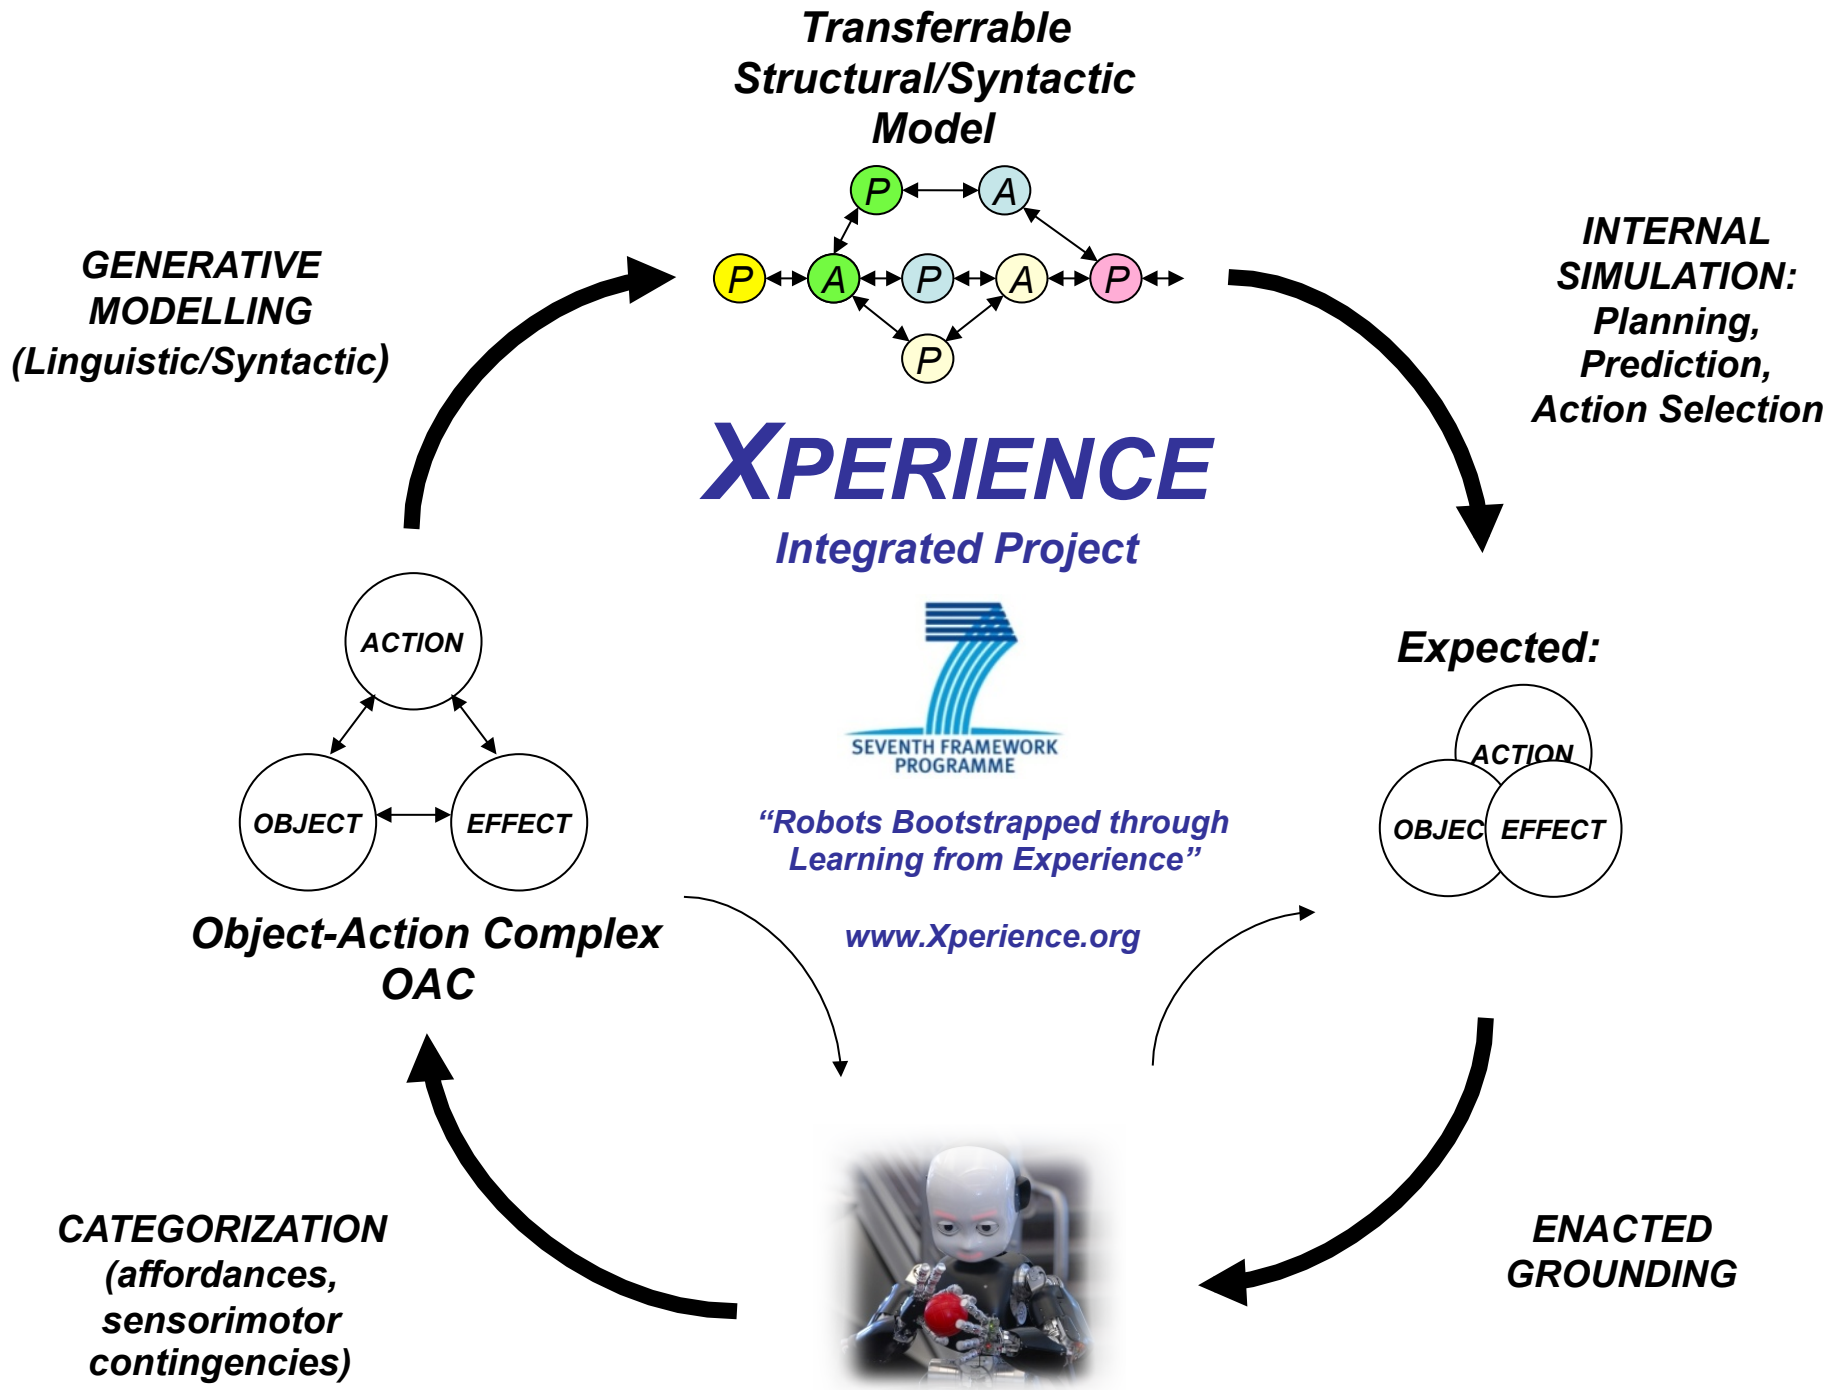 Transferrable
Structural/Syntactic
Model
P
A
P
A
P
A
P
P
GENERATIVE
MODELLING
(Linguistic/Syntactic)
INTERNAL
SIMULATION:
Planning,
Prediction,
Action Selection
XPERIENCE
Integrated Project
SEVENTH FRAMEWORK
PROGRAMME
“Robots Bootstrapped through
Learning from Experience”
www.Xperience.org
ACTION
OBJECT
EFFECT
Object-Action Complex
OAC
Expected:
ACTION
OBJEC
EFFECT
CATEGORIZATION
(affordances,
sensorimotor
contingencies)
ENACTED
GROUNDING